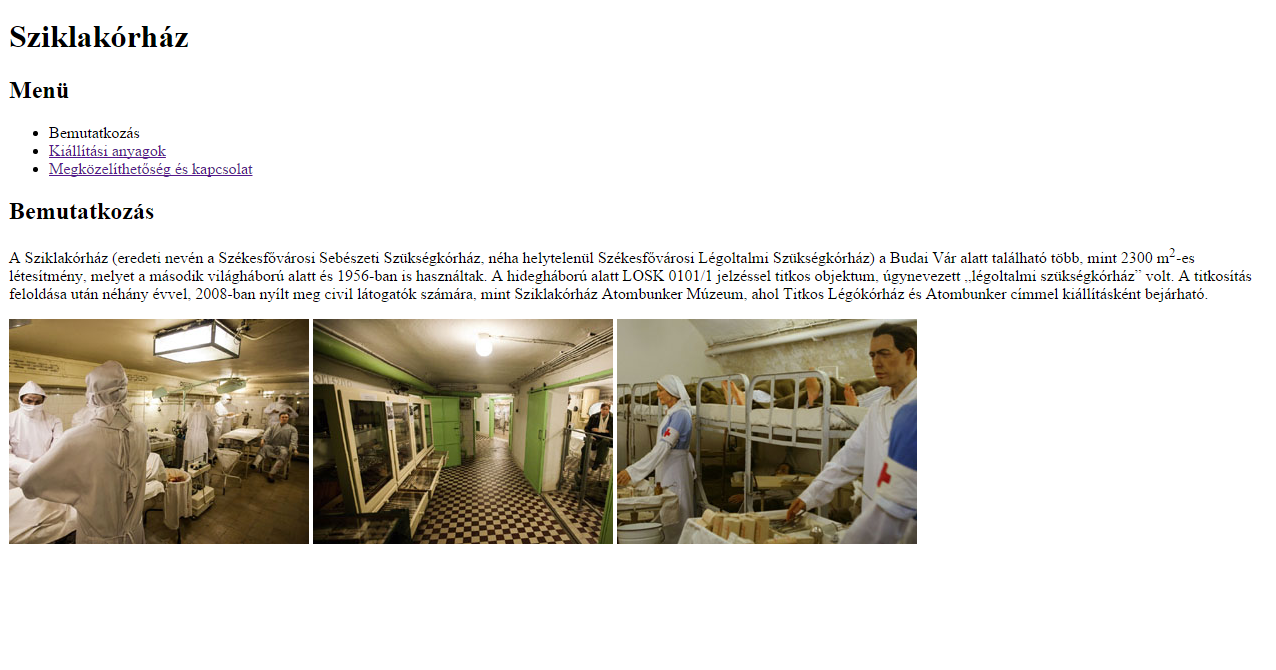 Sziklakórház
Menü
Bemutatkozás
Kiállítási anyagok
Megközelíthetőség és kapcsolat
Bemutatkozás
A Sziklakórház (eredeti nevén a Székesfővárosi Sebészeti Szükségkórház, néha helytelenül Székesfővárosi Légoltalmi Szükségkórház) a Budai Vár alatt található több, mint 2300 m²-es
létesítmény, melyet a második világháború alatt és 1956-ban is használtak. A hidegháború alatt LOSK 0101/1 jelzéssel titkos objektum, úgynevezett „légoltalmi szükségkórház” volt. A titkosítás
feloldása után néhány évvel, 2008-ban nyílt meg civil látogatók számára, mint Sziklakórház Atombunker Múzeum, ahol Titkos Légókórház és Atombunker címmel kiállításként bejárható.